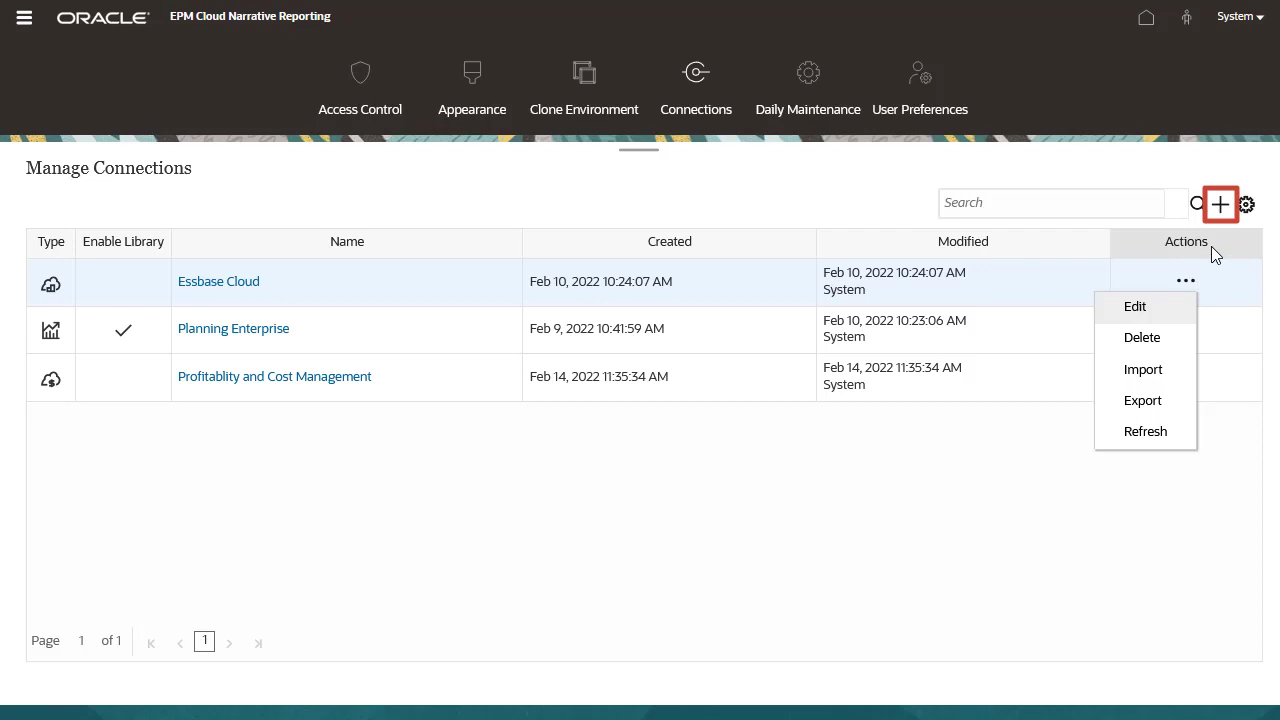 ORACLE® EPM Cloud Narrative Reporting System
Access Control Appearance Clone Environment Connections Daily Maintenance User Preferences
Manage Connections
Search
Type Enable Library Name Created Modified Actions
Essbase Cloud Feb 10, 2022 10:24:07 AM Feb 10, 2022 10:24:07 AM
System
Planning Enterprise Feb 9, 2022 10:41:59 AM Feb 10, 2022 10:23:06 AM
System
Profitablity and Cost Management Feb 14, 2022 11:35:34 AM Feb 14, 2022 11:35:34 AM
System
Edit
Delete
Import
Export
Refresh
Page 1 of 1 1